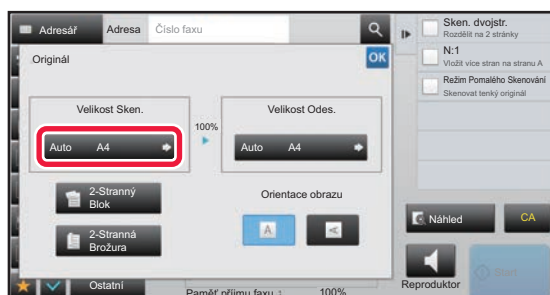 Adresář
Adresa
Číslo faxu
Originál
OK
Velikost Sken.
Auto A4
100%
Velikost Odes.
Auto A4
2-Stranný
Blok
2-Stranná
Brožura
Orientace obrazu
A
A
Ostatní
Paměť příjmu faxu :
100%
Sken. dvojstr.
Rozdělit na 2 stránky
N:1
Vložit více stran na stranu A
Režim Pomalého Skenování
Skenovat tenký originál
Náhled
CA
Reproduktor
Start